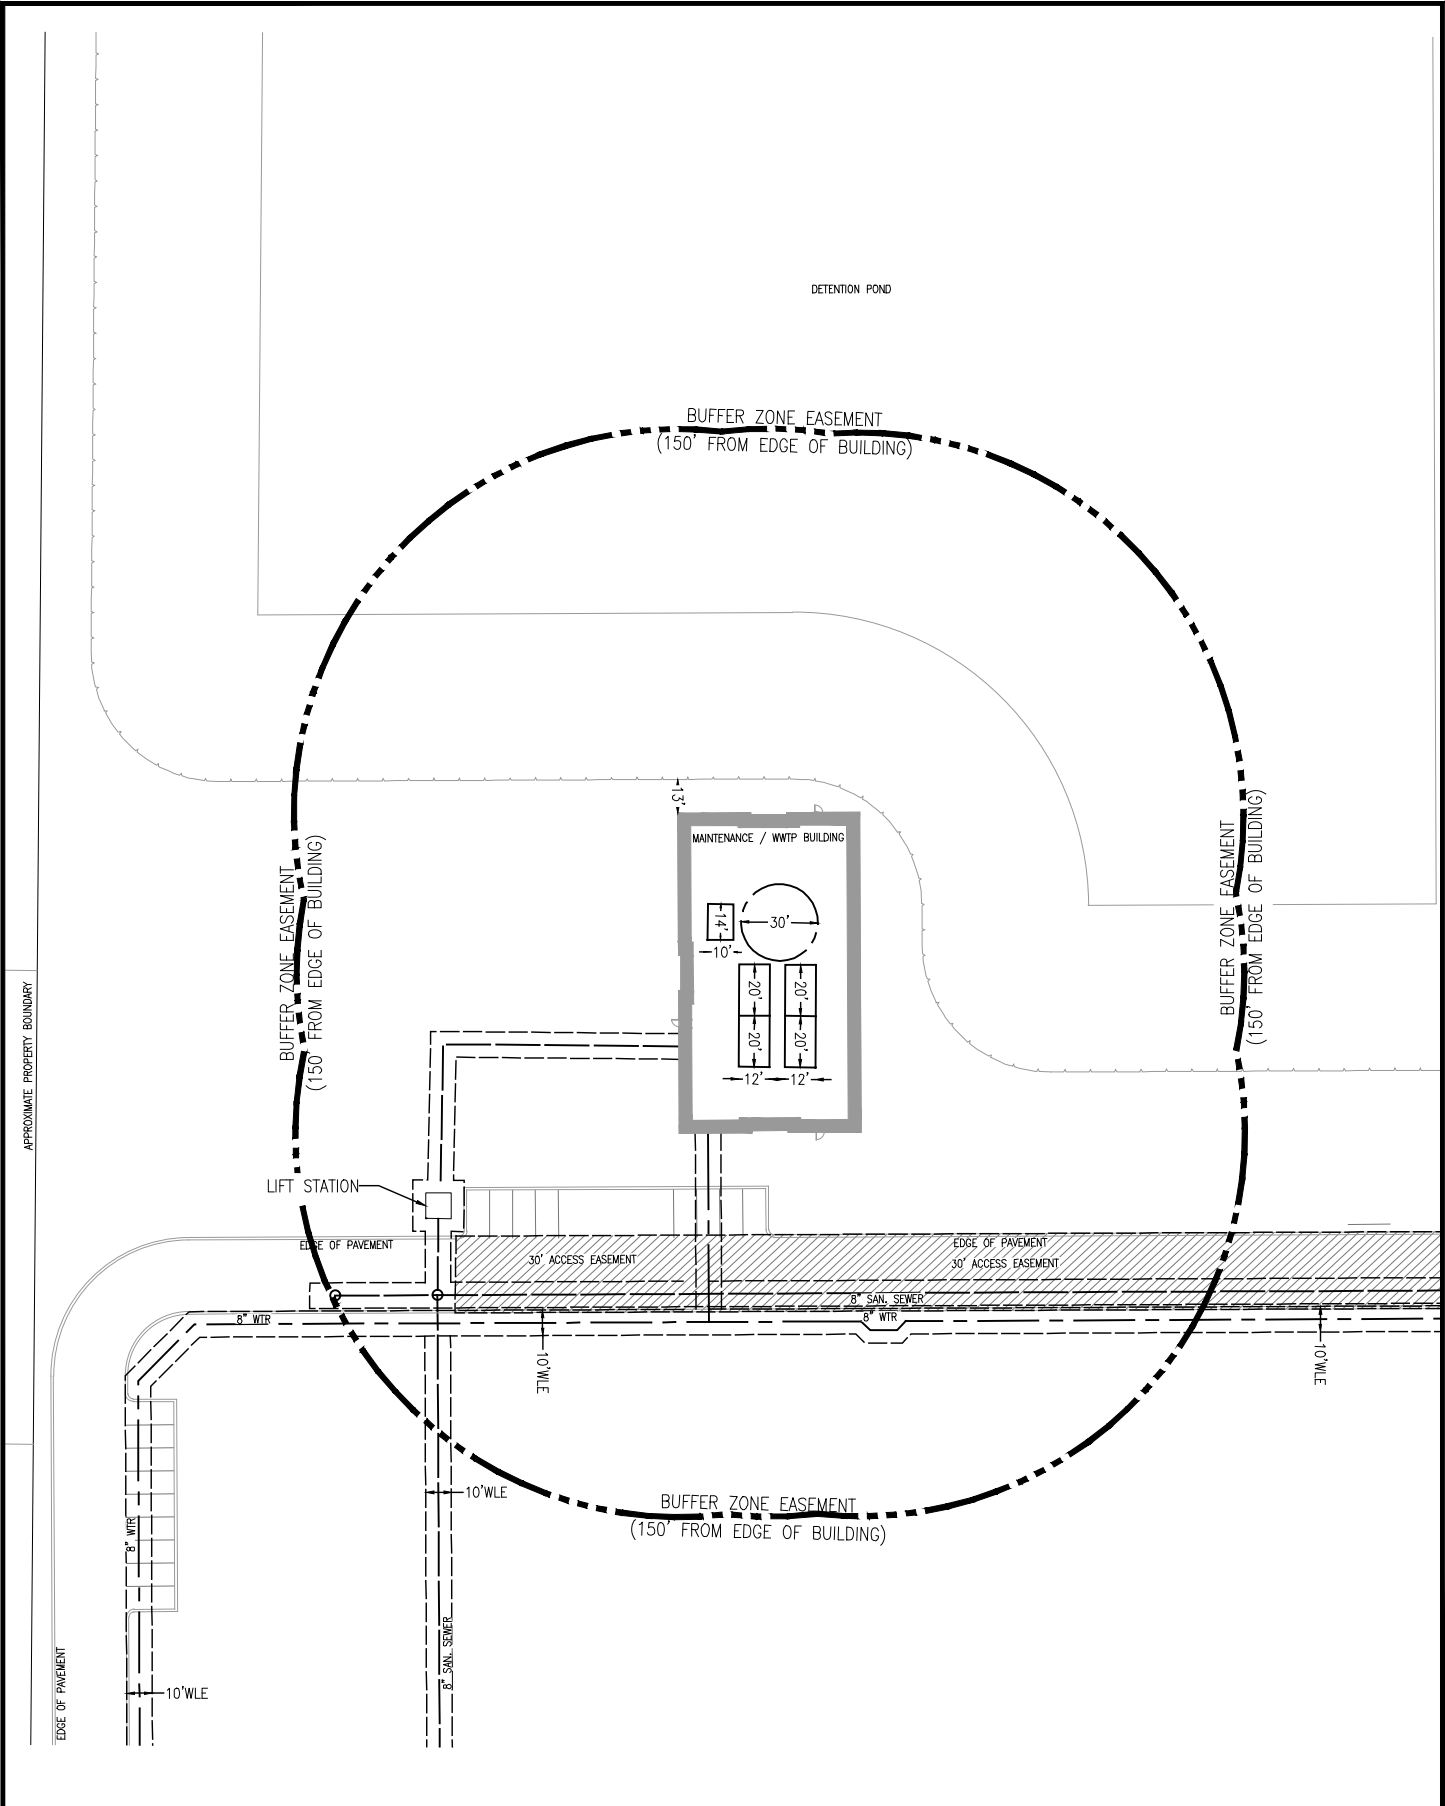 DETENTION POND
BUFFER ZONE EASEMENT
(150' FROM EDGE OF BUILDING)
13'
MAINTENANCE / WWTP BUILDING
BUFFER ZONE EASEMENT
(150' FROM EDGE OF BUILDING)
BUFFER ZONE EASEMENT
(150' FROM EDGE OF BUILDING)
14'
30'
10'
20'
20'
20'
20'
12'
12'
APPROXIMATE PROPERTY BOUNDARY
LIFT STATION
EDGE OF PAVEMENT
30' ACCESS EASEMENT
EDGE OF PAVEMENT
30' ACCESS EASEMENT
8" SAN. SEWER
8" WTR
8" WTR
10'WLE
10'WLE
10'WLE
BUFFER ZONE EASEMENT
(150' FROM EDGE OF BUILDING)
8" WTR
8" SAN. SEWER
EDGE OF PAVEMENT
10'WLE